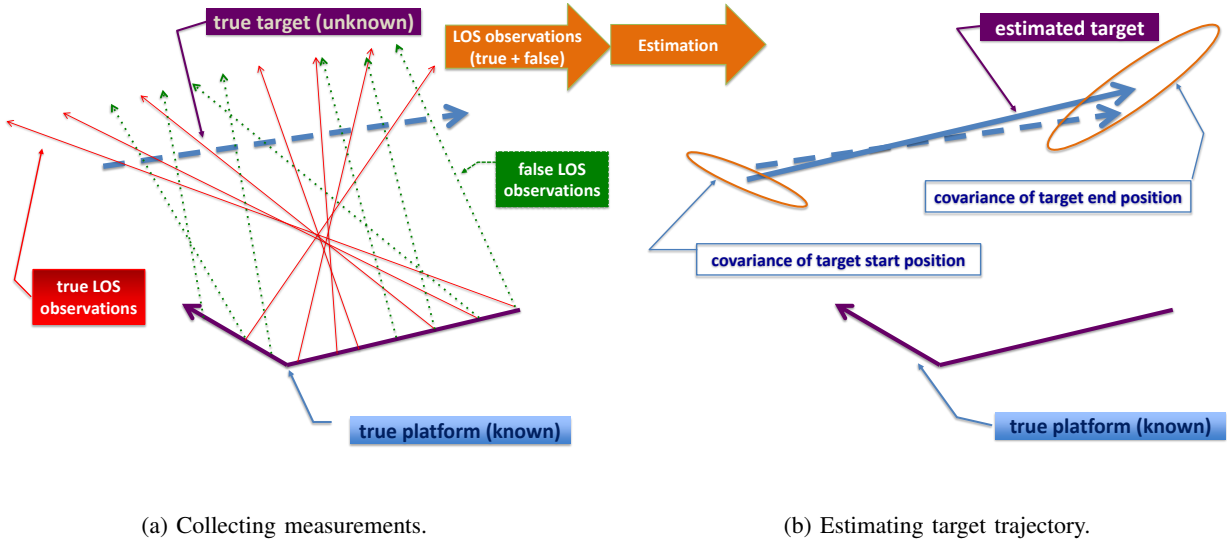 true target (unknown)
LOS observations
(true + false)
Estimation
estimated target
false LOS
observations
covariance of target end position
covariance of target start position
true LOS
observations
true platform (known)
true platform (known)
(a) Collecting measurements.
(b) Estimating target trajectory.